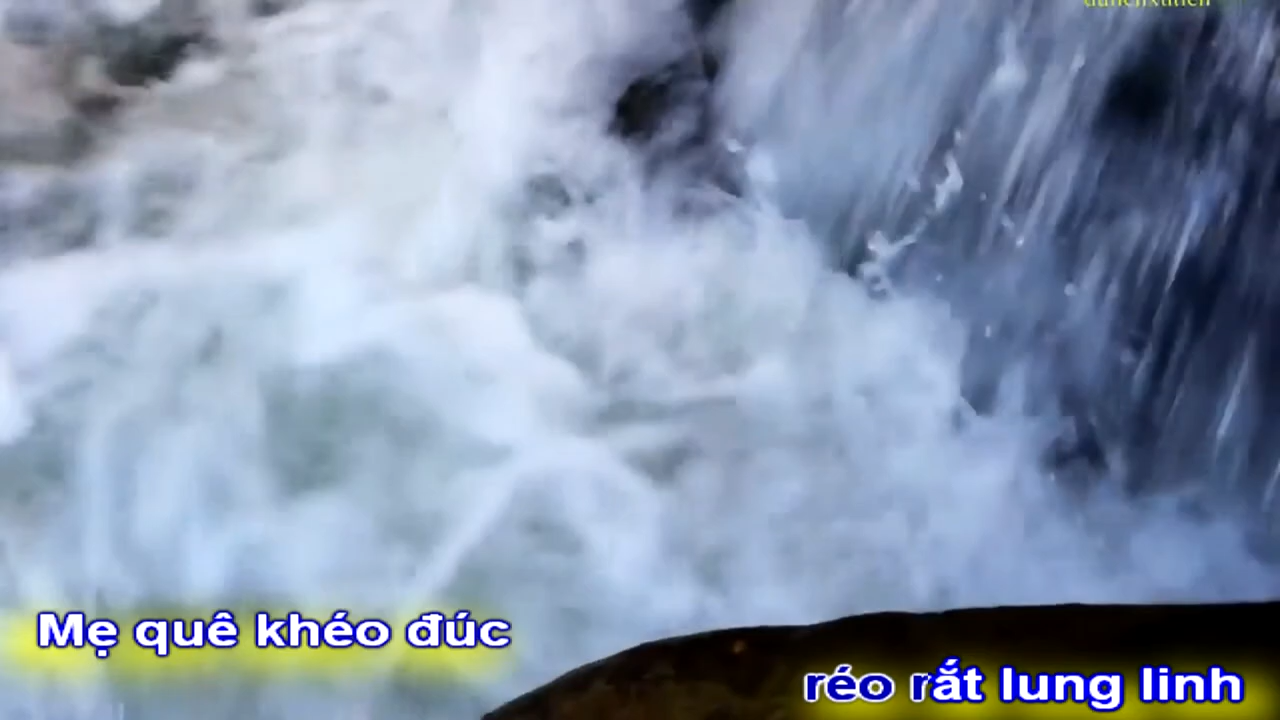 Mẹ quê khéo đúc
réo rắt lung linh